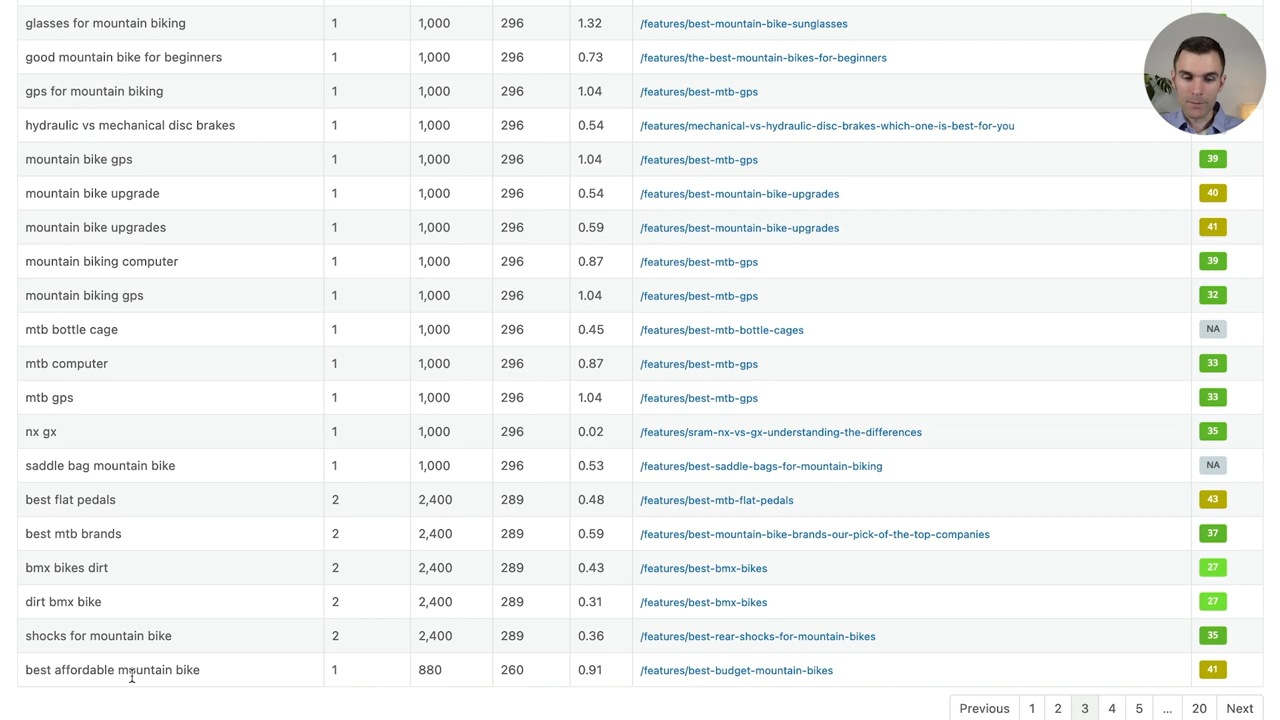 glasses for mountain biking 1 1,000 296 1.32 /features/best-mountain-bike-sunglasses
good mountain bike for beginners 1 1,000 296 0.73 /features/the-best-mountain-bikes-for-beginners
gps for mountain biking 1 1,000 296 1.04 /features/best-mtb-gps
hydraulic vs mechanical disc brakes 1 1,000 296 0.54 /features/mechanical-vs-hydraulic-disc-brakes-which-one-is-best-for-you
mountain bike gps 1 1,000 296 1.04 /features/best-mtb-gps 39
mountain bike upgrade 1 1,000 296 0.54 /features/best-mountain-bike-upgrades 40
mountain bike upgrades 1 1,000 296 0.59 /features/best-mountain-bike-upgrades 41
mountain biking computer 1 1,000 296 0.87 /features/best-mtb-gps 39
mountain biking gps 1 1,000 296 1.04 /features/best-mtb-gps 32
mtb bottle cage 1 1,000 296 0.45 /features/best-mtb-bottle-cages NA
mtb computer 1 1,000 296 0.87 /features/best-mtb-gps 33
mtb gps 1 1,000 296 1.04 /features/best-mtb-gps 33
nx gx 1 1,000 296 0.02 /features/sram-nx-vs-gx-understanding-the-differences 35
saddle bag mountain bike 1 1,000 296 0.53 /features/best-saddle-bags-for-mountain-biking NA
best flat pedals 2 2,400 289 0.48 /features/best-mtb-flat-pedals 43
best mtb brands 2 2,400 289 0.59 /features/best-mountain-bike-brands-our-pick-of-the-top-companies 37
bmx bikes dirt 2 2,400 289 0.43 /features/best-bmx-bikes 27
dirt bmx bike 2 2,400 289 0.31 /features/best-bmx-bikes 27
shocks for mountain bike 2 2,400 289 0.36 /features/best-rear-shocks-for-mountain-bikes 35
best affordable mountain bike 1 880 260 0.91 /features/best-budget-mountain-bikes 41
Previous 1 2 3 4 5 ... 20 Next